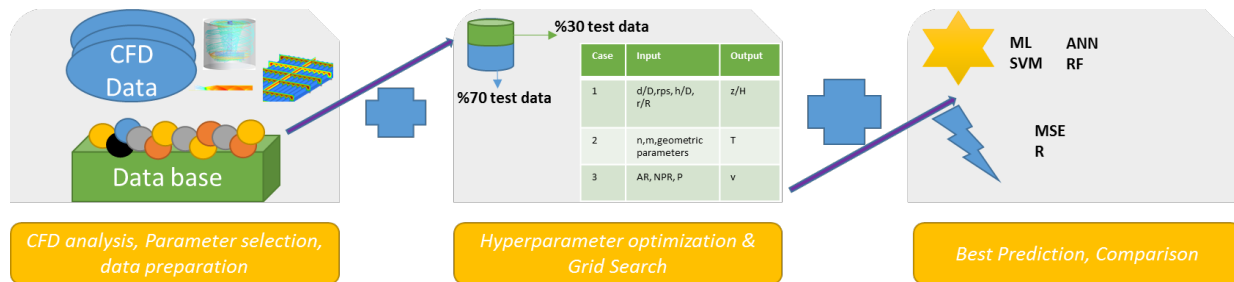 CFD
Data
Data base
CFD analysis, Parameter selection,
data preparation
%30 test data
%70 test data
Case Input Output
1 d/D,rps, h/D, z/H
r/R
2 n,m,geometric T
parameters
3 AR, NPR, P v
Hyperparameter optimization &
Grid Search
ML ANN
SVM RF
MSE
R
Best Prediction, Comparison